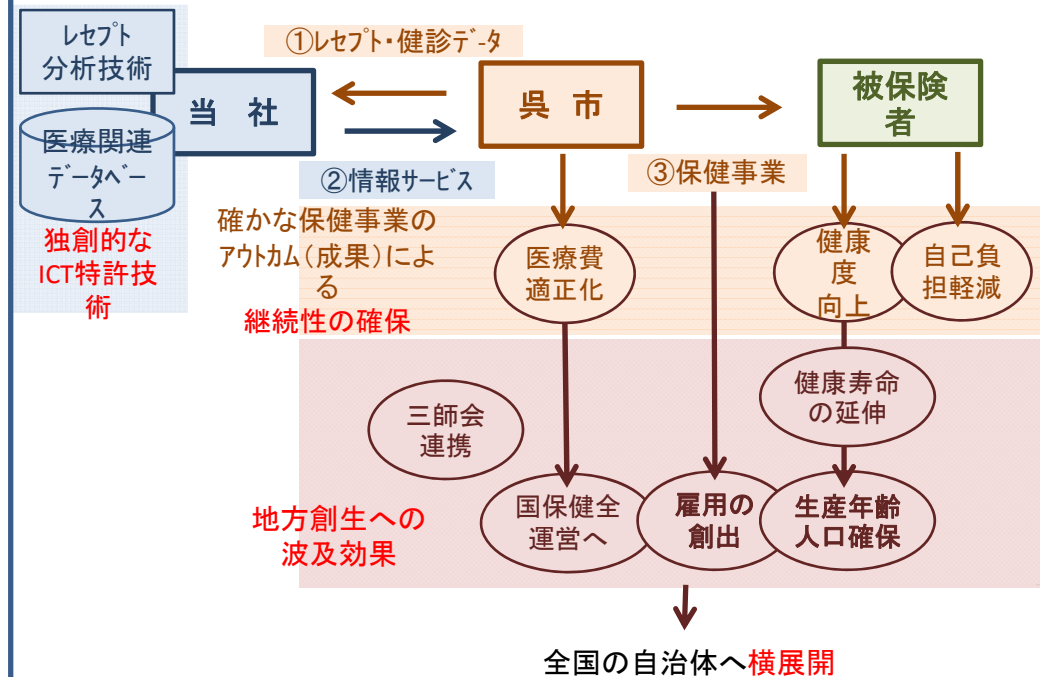 レセプト
分析技術
①レセプト・健診データ
当 社
呉 市
被保険
者
医療関連
データベー
ス
②情報サービス
③保健事業
独創的な
ICT特許技
術
確かな保健事業の
アウトカム(成果)によ
る
継続性の確保
医療費
適正化
健康
度
向上
自己負
担軽減
健康寿命
の延伸
三師会
連携
地方創生への
波及効果
国保健全
運営へ
雇用の
創出
生産年齢
人口確保
全国の自治体へ横展開